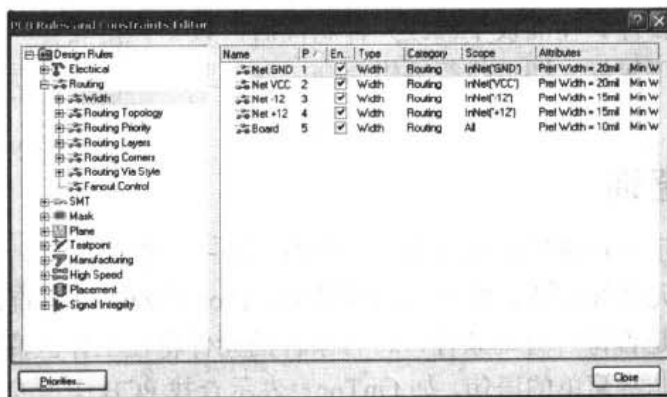 PCB Rules and Constraints Editor
Design Rules
Electrical
Routing
Width
Routing Topology
Routing Priority
Routing Layers
Routing Corners
Routing Via Style
Fanout Control
SMT
Mask
Plane
Testpoint
Manufacturing
High Speed
Placement
Signal Integrity
Name P / En... Type Category Scope Attributes
Net GND 1 Width Routing InNet('GND') Pref Width = 20mil Min W
Net VCC 2 Width Routing InNet('VCC') Pref Width = 20mil Min W
Net -12 3 Width Routing InNet('-12') Pref Width = 15mil Min W
Net +12 4 Width Routing InNet('+12') Pref Width = 15mil Min W
Board 5 Width Routing All Pref Width = 10mil Min W
Priorities... Close